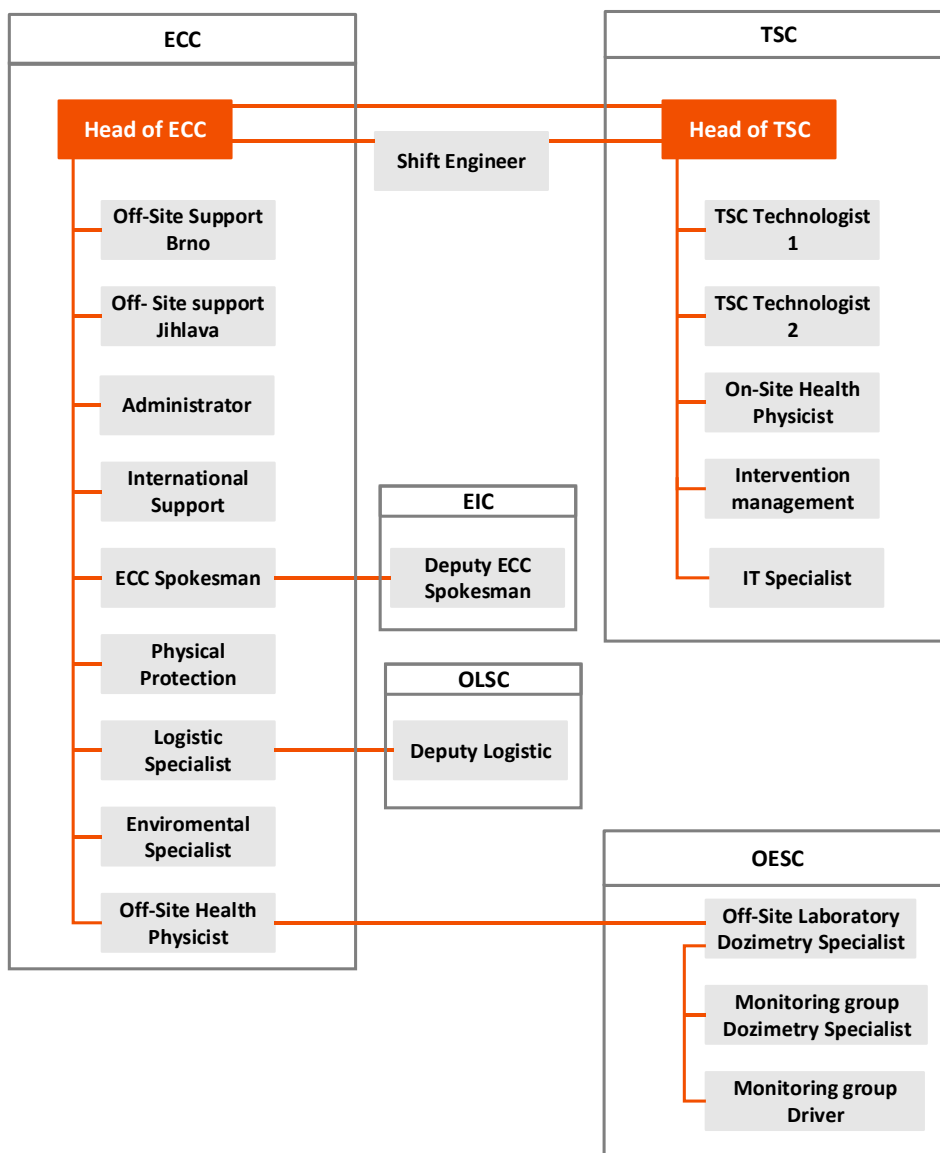 ECC
Head of ECC
Off-Site Support
Brno
Off- Site support
Jihlava
Administrator
International
Support
ECC Spokesman
Physical
Protection
Logistic
Specialist
Enviromental
Specialist
Off-Site Health
Physicist
Shift Engineer
EIC
Deputy ECC
Spokesman
OLSC
Deputy Logistic
TSC
Head of TSC
TSC Technologist
1
TSC Technologist
2
On-Site Health
Physicist
Intervention
management
IT Specialist
OESC
Off-Site Laboratory
Dozimetry Specialist
Monitoring group
Dozimetry Specialist
Monitoring group
Driver